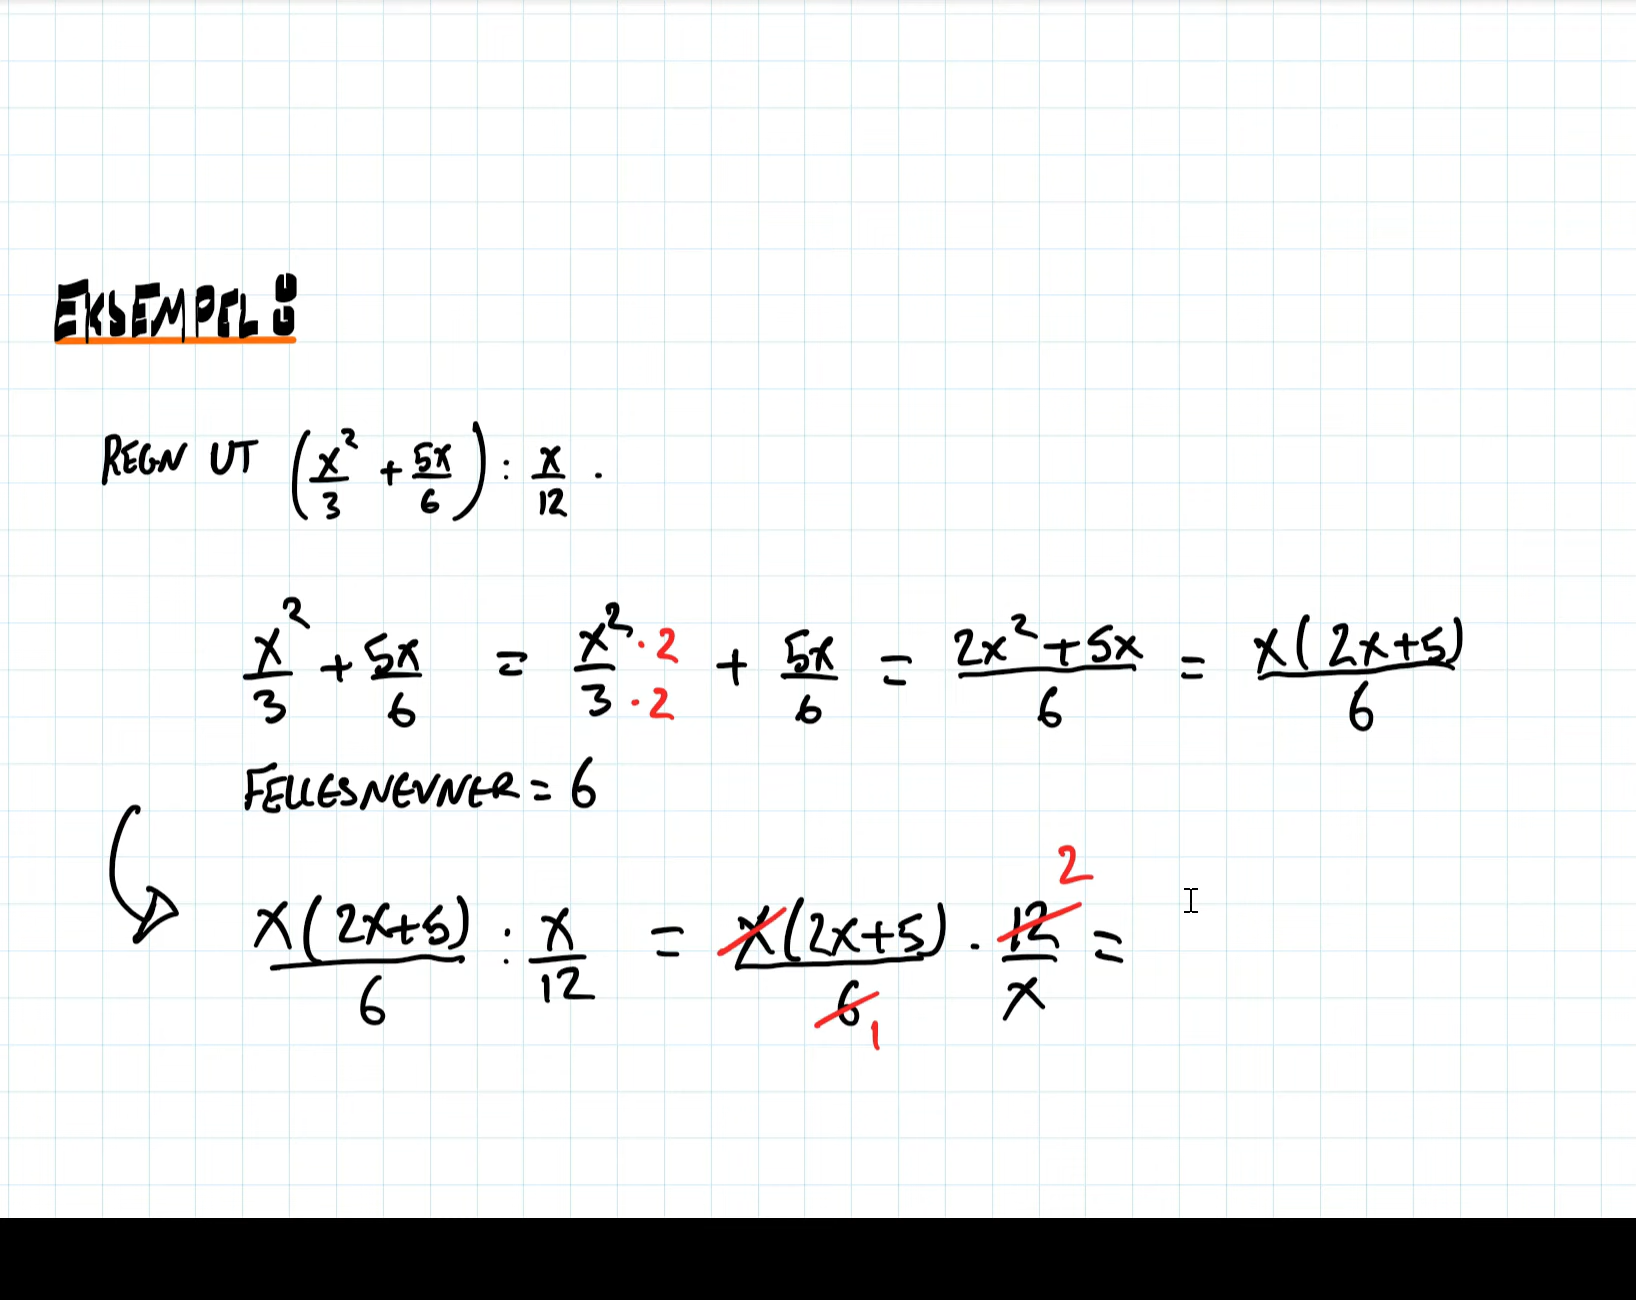 EKSEMPEL:
REGN UT (x²/3 + 5x/6) : x/12 .
x²/3 + 5x/6 = x²·2/3·2 + 5x/6 = 2x²+5x/6 = x(2x+5)/6
FELLESNEVNER = 6
x(2x+5)/6 : x/12 = x(2x+5)/6 1 · 12 2/x =